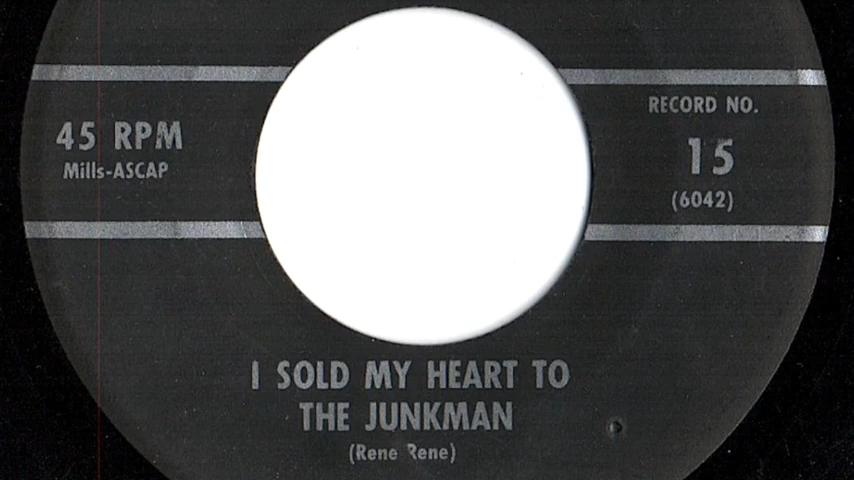 45 RPM
Mills-ASCAP
RECORD NO.
15
(6042)
I SOLD MY HEART TO
THE JUNKMAN
(Rene Rene)